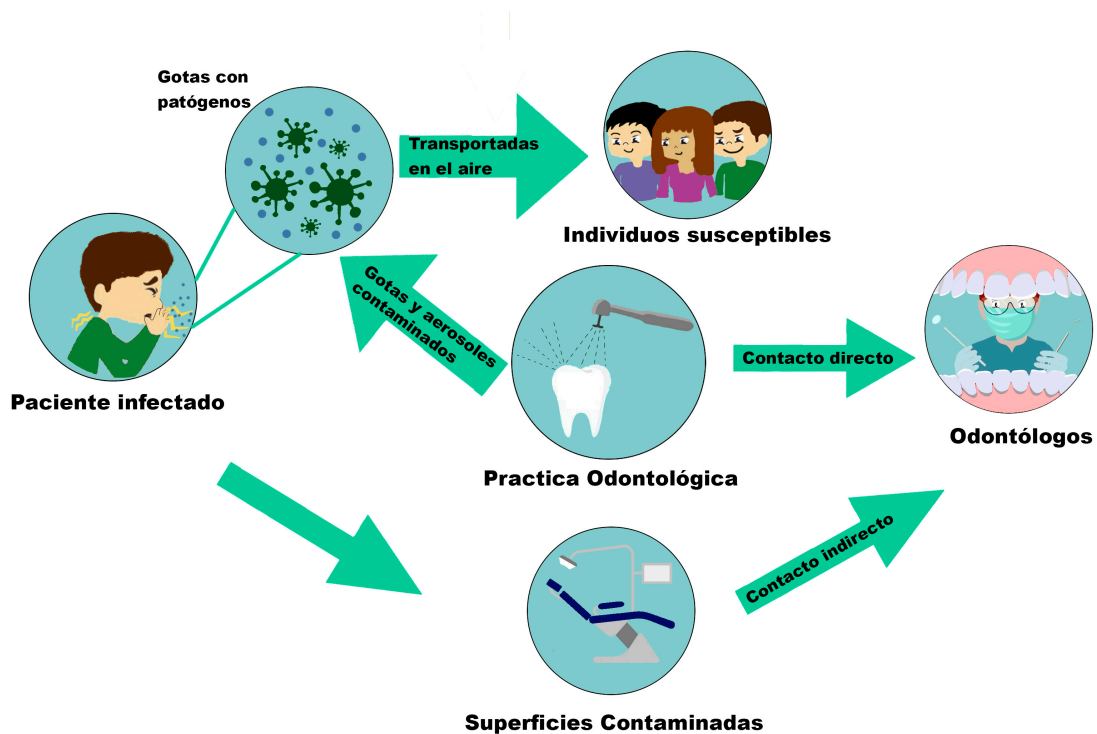 Gotas con
patógenos
Transportadas
en el aire
Individuos susceptibles
Gotas y aerosoles
contaminados
Paciente infectado
Contacto directo
Odontólogos
Practica Odontológica
Contacto indirecto
Superficies Contaminadas